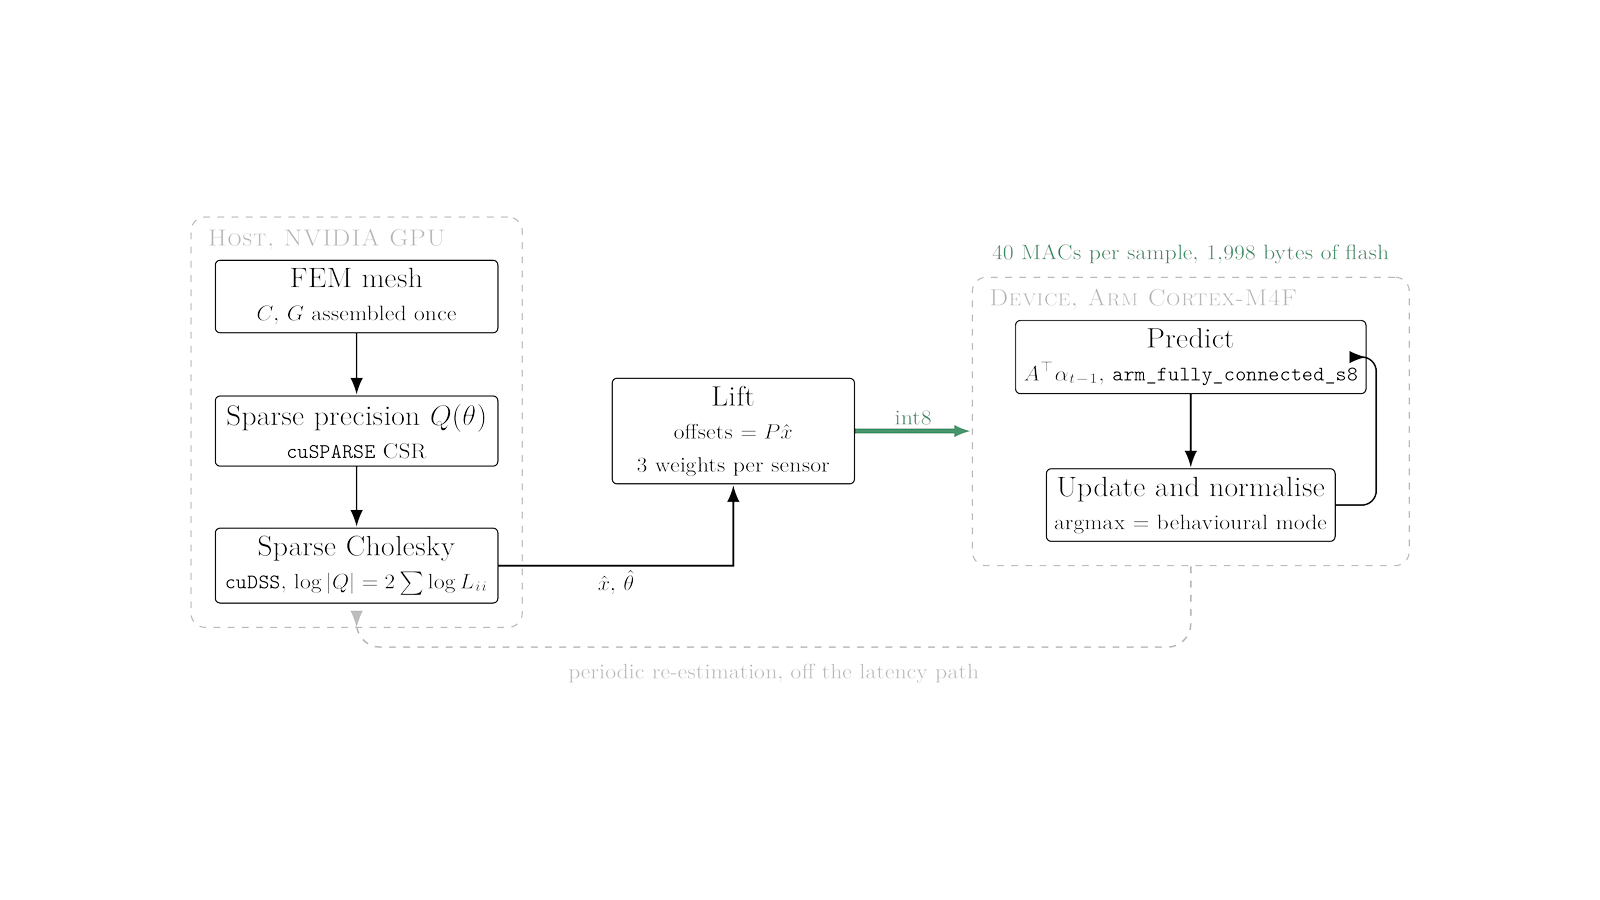 Host, NVIDIA GPU
FEM mesh
C, G assembled once
Sparse precision Q(θ)
cuSPARSE CSR
Sparse Cholesky
cuDSS, log |Q| = 2 ∑ log Lᵢᵢ
x̂, θ̂
Lift
offsets = Px̂
3 weights per sensor
int8
40 MACs per sample, 1,998 bytes of flash
Device, Arm Cortex-M4F
Predict
A^⊤ α_{t−1}, arm_fully_connected_s8
Update and normalise
argmax = behavioural mode
periodic re-estimation, off the latency path